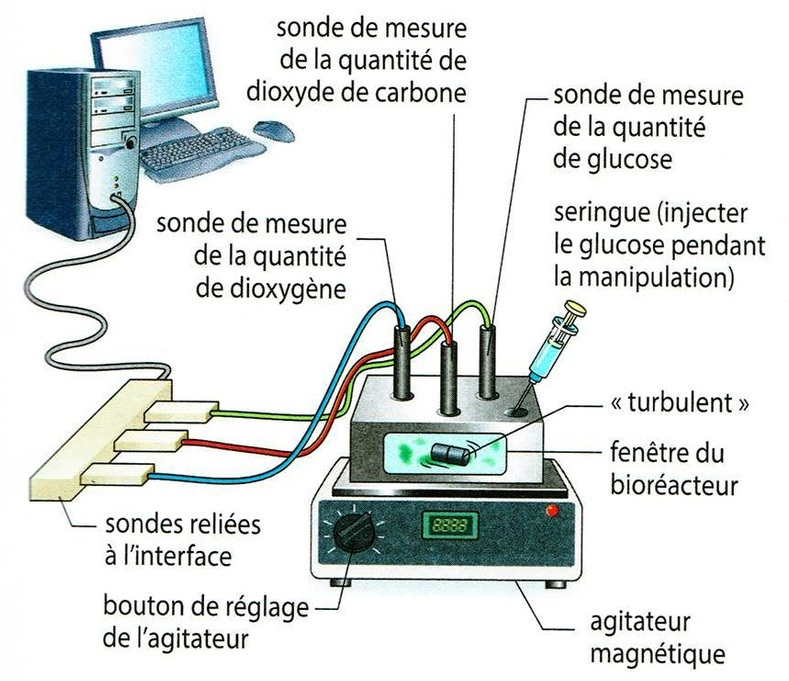 sonde de mesure
de la quantité de
dioxyde de carbone
sonde de mesure
de la quantité
de glucose
sonde de mesure
de la quantité
de dioxygène
seringue (injecter
le glucose pendant
la manipulation)
« turbulent »
fenêtre du
bioréacteur
sondes reliées
à l'interface
8888
bouton de réglage
de l'agitateur
agitateur
magnétique